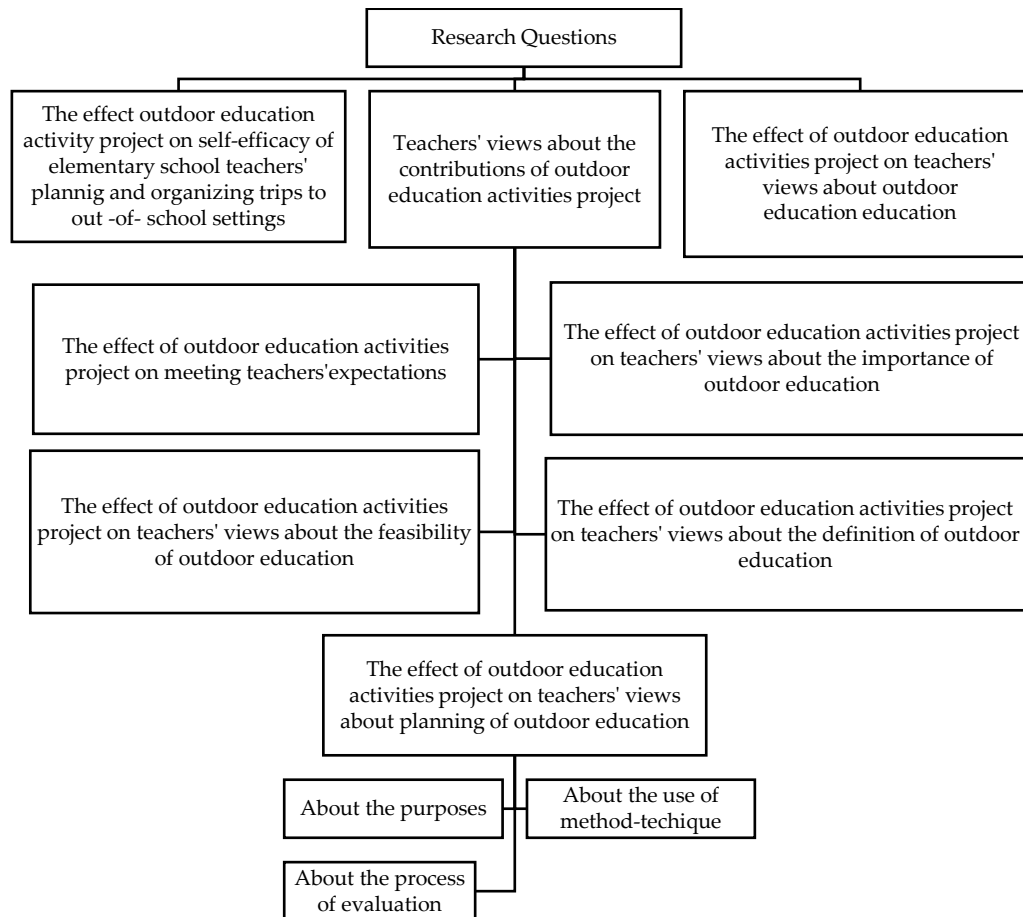 Research Questions
The effect outdoor education
activity project on self-efficacy of
elementary school teachers'
plannig and organizing trips to
out -of- school settings
Teachers' views about the
contributions of outdoor
education activities project
The effect of outdoor education
activities project on teachers'
views about outdoor
education education
The effect of outdoor education activities
project on meeting teachers'expectations
The effect of outdoor education activities project
on teachers' views about the importance of
outdoor education
The effect of outdoor education activities
project on teachers' views about the feasibility
of outdoor education
The effect of outdoor education activities project
on teachers' views about the definition of outdoor
education
The effect of outdoor education
activities project on teachers' views
about planning of outdoor education
About the purposes
About the use of
method-techique
About the process
of evaluation